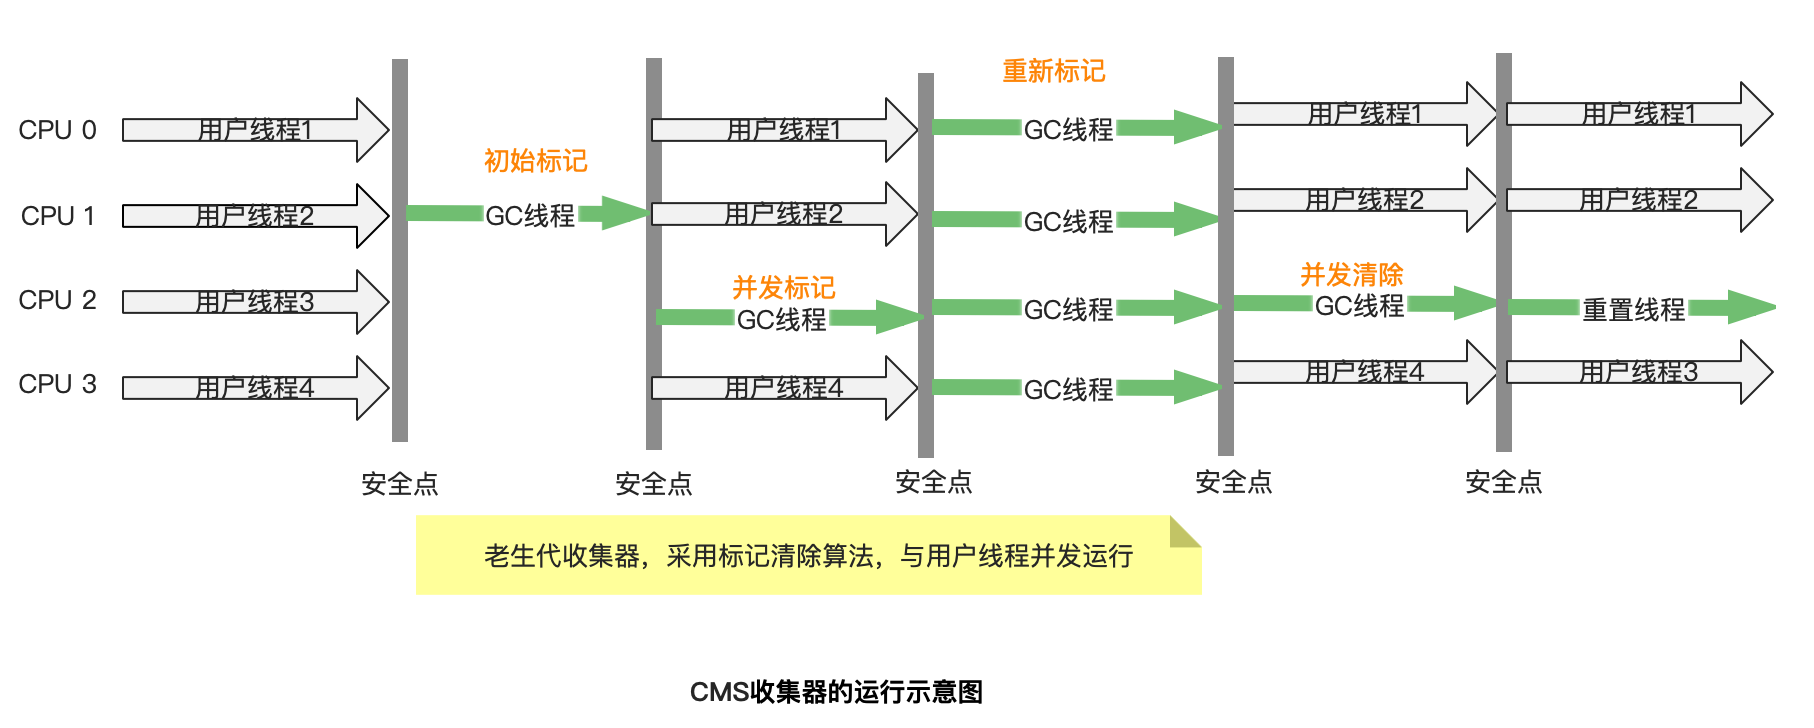 重新标记
CPU 0
用户线程1
用户线程1
GC线程
用户线程1
用户线程1
初始标记
CPU 1
用户线程2
GC线程
用户线程2
GC线程
用户线程2
用户线程2
并发标记
并发清除
CPU 2
用户线程3
GC线程
GC线程
GC线程
重置线程
CPU 3
用户线程4
用户线程4
GC线程
用户线程4
用户线程3
安全点
安全点
安全点
安全点
安全点
老生代收集器，采用标记清除算法，与用户线程并发运行
CMS收集器的运行示意图